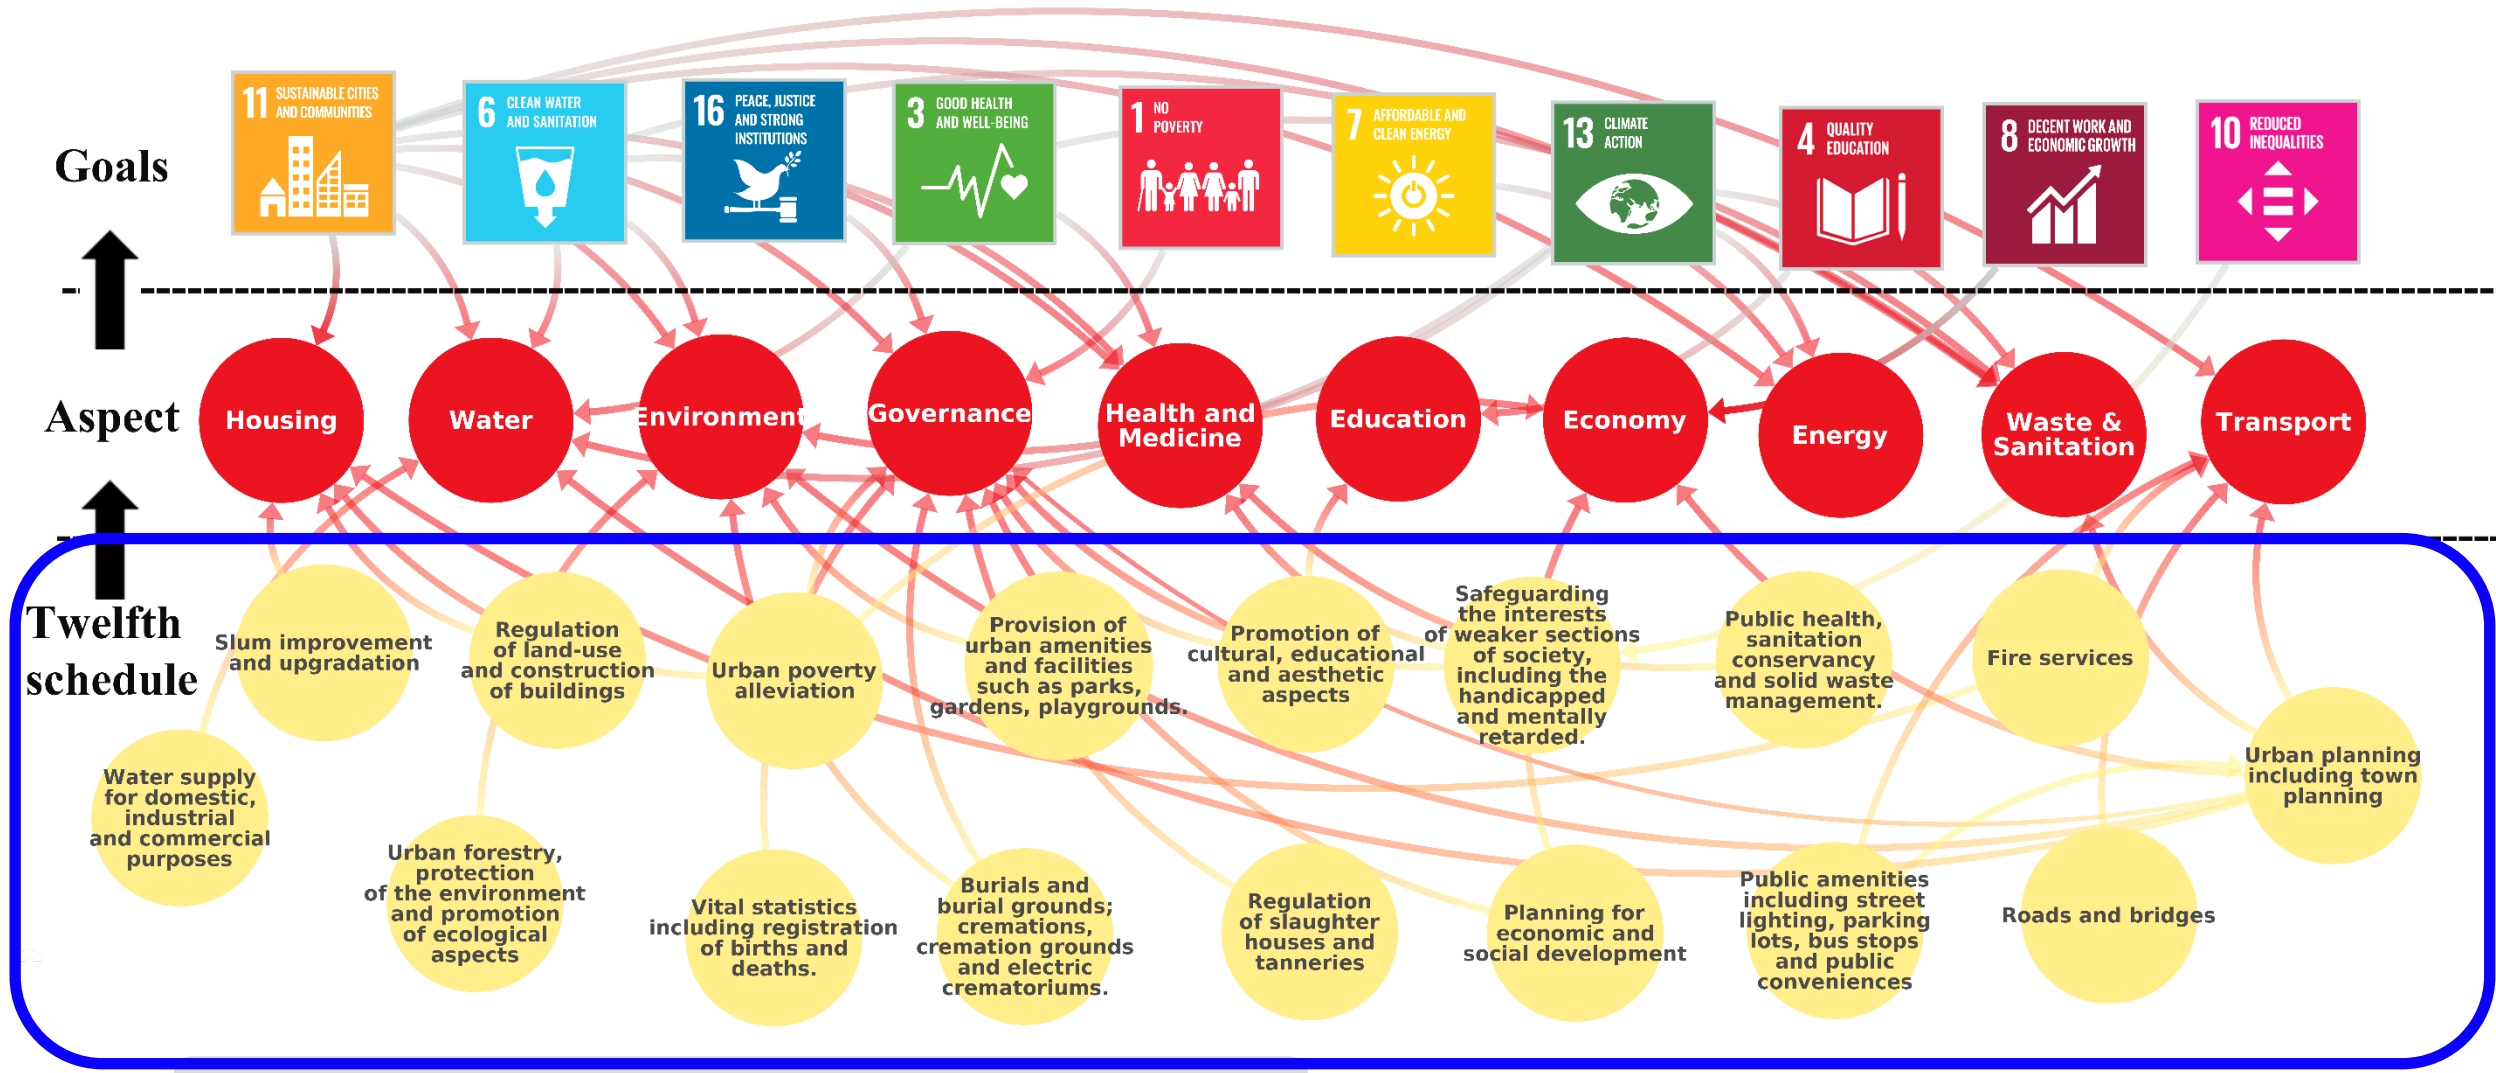 11 SUSTAINABLE CITIES
AND COMMUNITIES
6 CLEAN WATER
AND SANITATION
16 PEACE, JUSTICE
AND STRONG
INSTITUTIONS
3 GOOD HEALTH
AND WELL-BEING
1 NO
POVERTY
7 AFFORDABLE AND
CLEAN ENERGY
13 CLIMATE
ACTION
4 QUALITY
EDUCATION
8 DECENT WORK AND
ECONOMIC GROWTH
10 REDUCED
INEQUALITIES
Goals
Aspect
Housing
Water
Environment
Governance
Health and
Medicine
Education
Economy
Energy
Waste &
Sanitation
Transport
Twelfth
schedule
Slum improvement
and upgradation
Regulation
of land-use
and construction
of buildings
Urban poverty
alleviation
Provision of
urban amenities
and facilities
such as parks,
gardens, playgrounds.
Promotion of
cultural, educational
and aesthetic
aspects
Safeguarding
the interests
of weaker sections
of society,
including the
handicapped
and mentally
retarded.
Public health,
sanitation
conservancy
and solid waste
management.
Fire services
Urban planning
including town
planning
Water supply
for domestic,
industrial
and commercial
purposes
Urban forestry,
protection
of the environment
and promotion
of ecological
aspects
Vital statistics
including registration
of births and
deaths.
Burials and
burial grounds;
cremations,
cremation grounds
and electric
crematoriums.
Regulation
of slaughter
houses and
tanneries
Planning for
economic and
social development
Public amenities
including street
lighting, parking
lots, bus stops
and public
conveniences
Roads and bridges